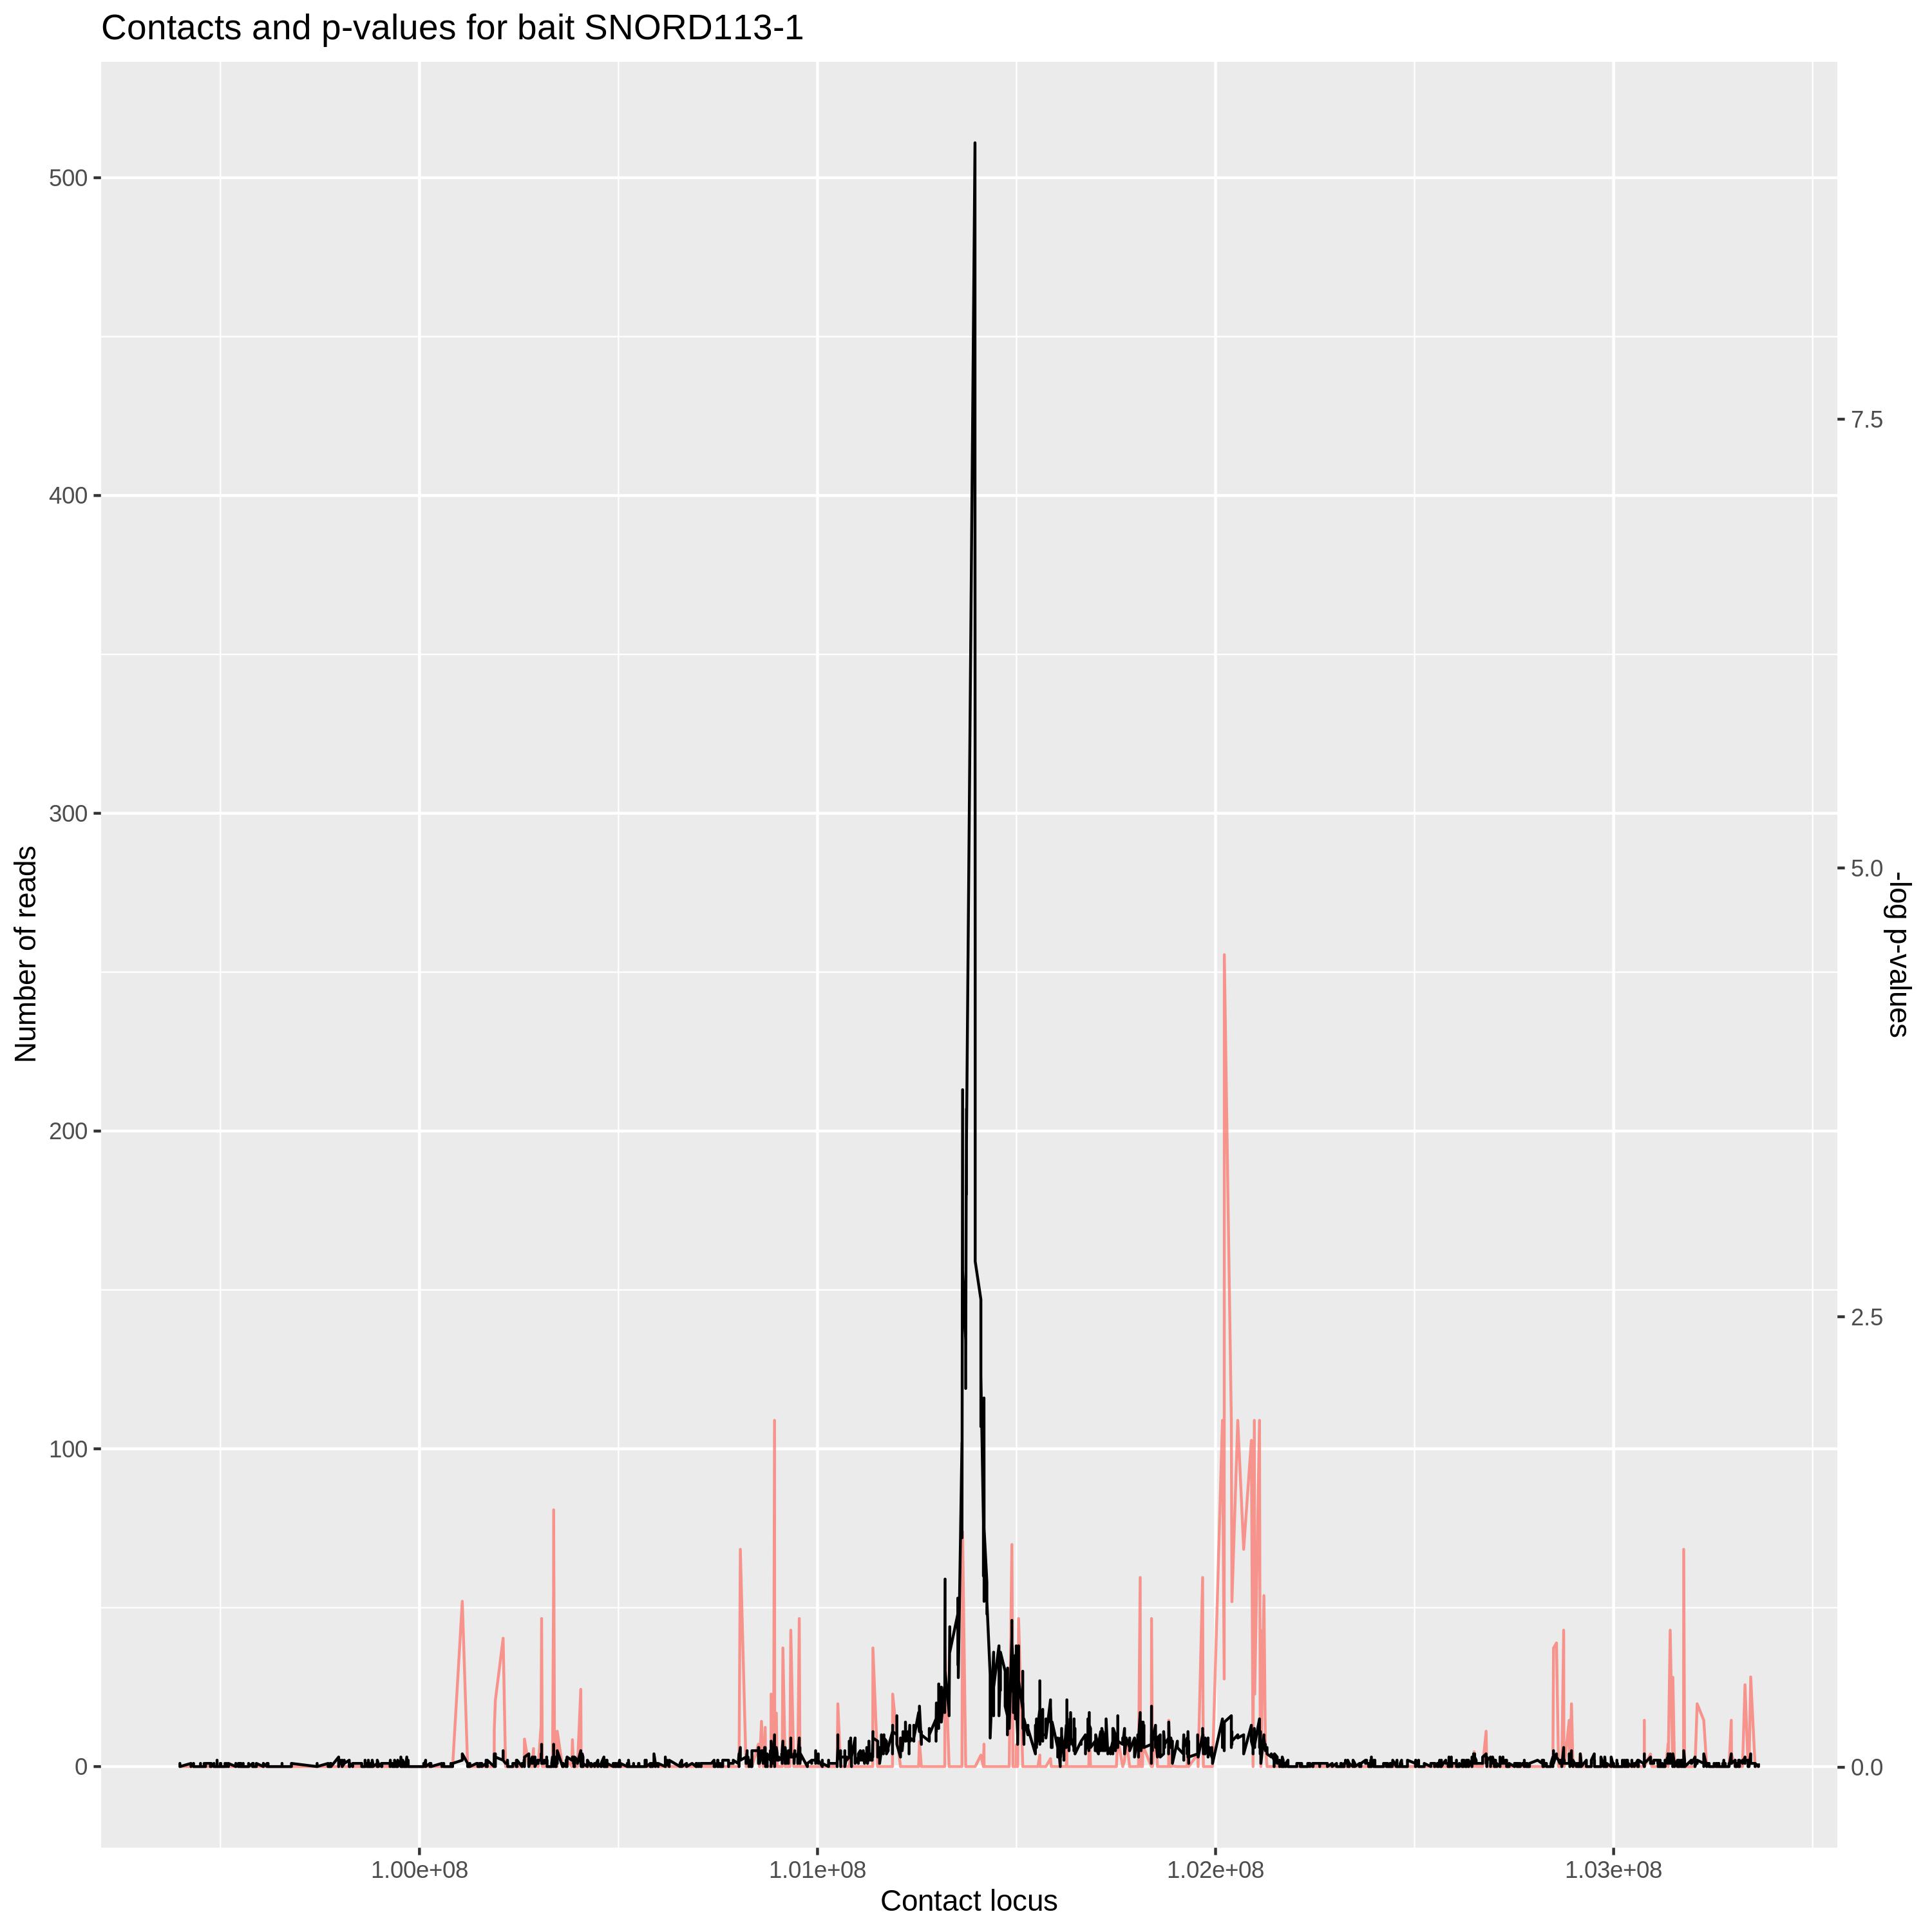 Contacts and p-values for bait SNORD113-1
500
400
300
200
100
0
Number of reads
7.5
5.0
2.5
0.0
-log p-values
1.00e+08
1.01e+08
1.02e+08
1.03e+08
Contact locus